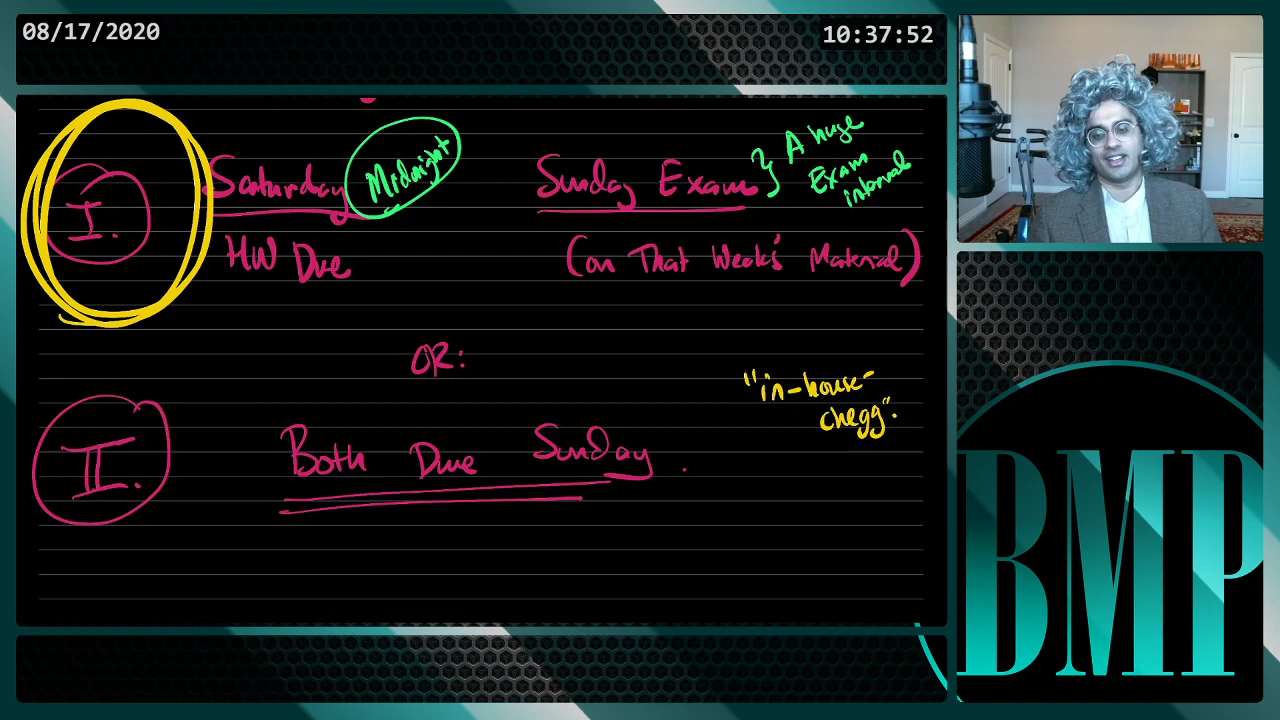 08/17/2020
10:37:52
I.
Saturday Midnight
HW Due
Sunday Exam } A huge
Exam
interval
(on That Week's Material)
OR:
"in-house-
chegg".
II.
Both Due Sunday.
BMP